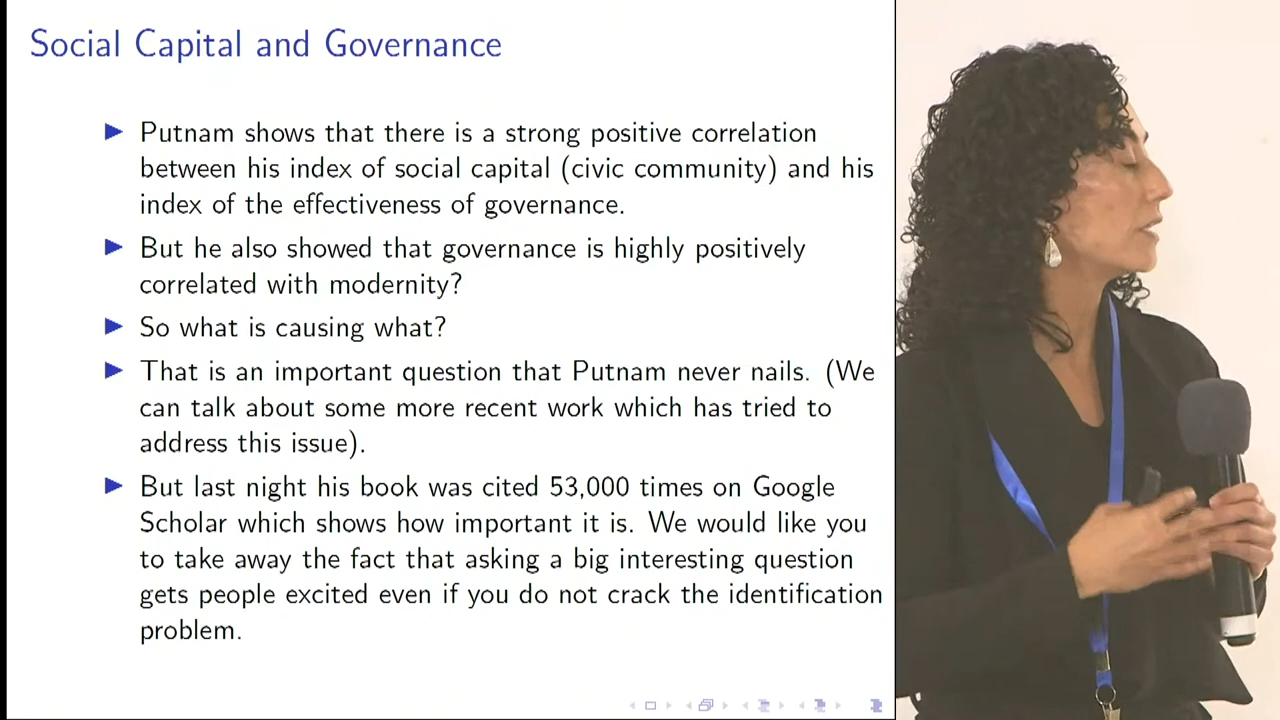 Social Capital and Governance
Putnam shows that there is a strong positive correlation
between his index of social capital (civic community) and his
index of the effectiveness of governance.
But he also showed that governance is highly positively
correlated with modernity?
So what is causing what?
That is an important question that Putnam never nails. (We
can talk about some more recent work which has tried to
address this issue).
But last night his book was cited 53,000 times on Google
Scholar which shows how important it is. We would like you
to take away the fact that asking a big interesting question
gets people excited even if you do not crack the identification
problem.